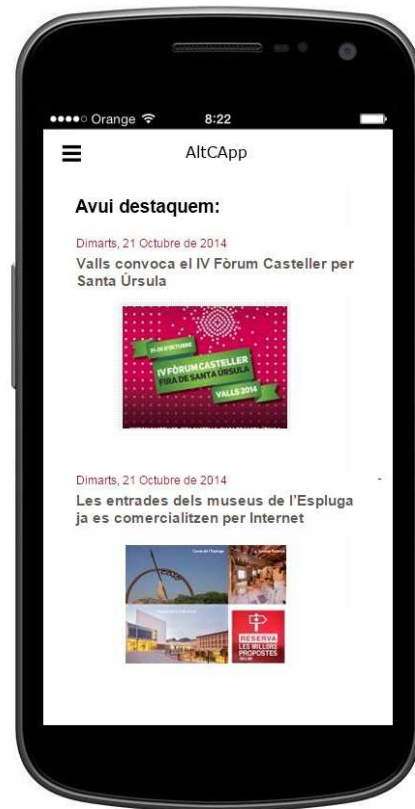 Orange
8:22
AltCApp
Avui destaquem:
Dimarts, 21 Octubre de 2014
Valls convoca el IV Fòrum Casteller per
Santa Úrsula
IV FÒRUM CASTELLER
FIRA DE SANTA ÚRSULA
VALLS 2014
Dimarts, 21 Octubre de 2014
Les entrades dels museus de l'Espluga
ja es comercialitzen per Internet
RESERVA
LES MILLORS
PROPOSTES